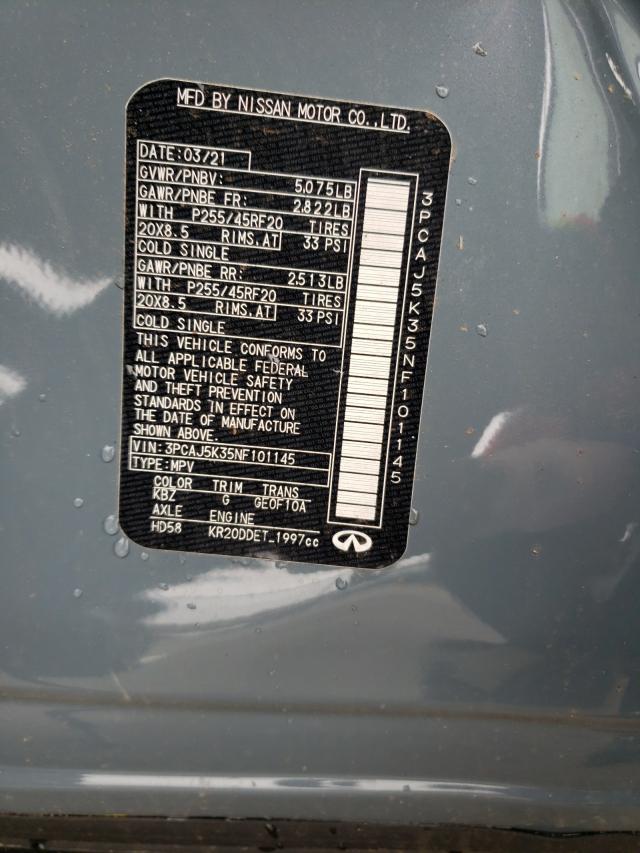 MFD BY NISSAN MOTOR CO.,LTD.
DATE:03/21
GVWR/PNBV: 5.075LB
GAWR/PNBE FR: 2.822LB
WITH P255/45RF20 TIRES
20X8.5 RIMS.AT 33 PSI
COLD SINGLE
GAWR/PNBE RR: 2.513LB
WITH P255/45RF20 TIRES
20X8.5 RIMS.AT 33 PSI
COLD SINGLE
THIS VEHICLE CONFORMS TO
ALL APPLICABLE FEDERAL
MOTOR VEHICLE SAFETY
AND THEFT PREVENTION
STANDARDS IN EFFECT ON
THE DATE OF MANUFACTURE
SHOWN ABOVE.
VIN:3PCAJ5K35NF101145
TYPE:MPV
COLOR TRIM TRANS
KBZ G GE0F10A
AXLE ENGINE
HD58 KR20DDET_1997cc
3PCAJ5K35NF101145